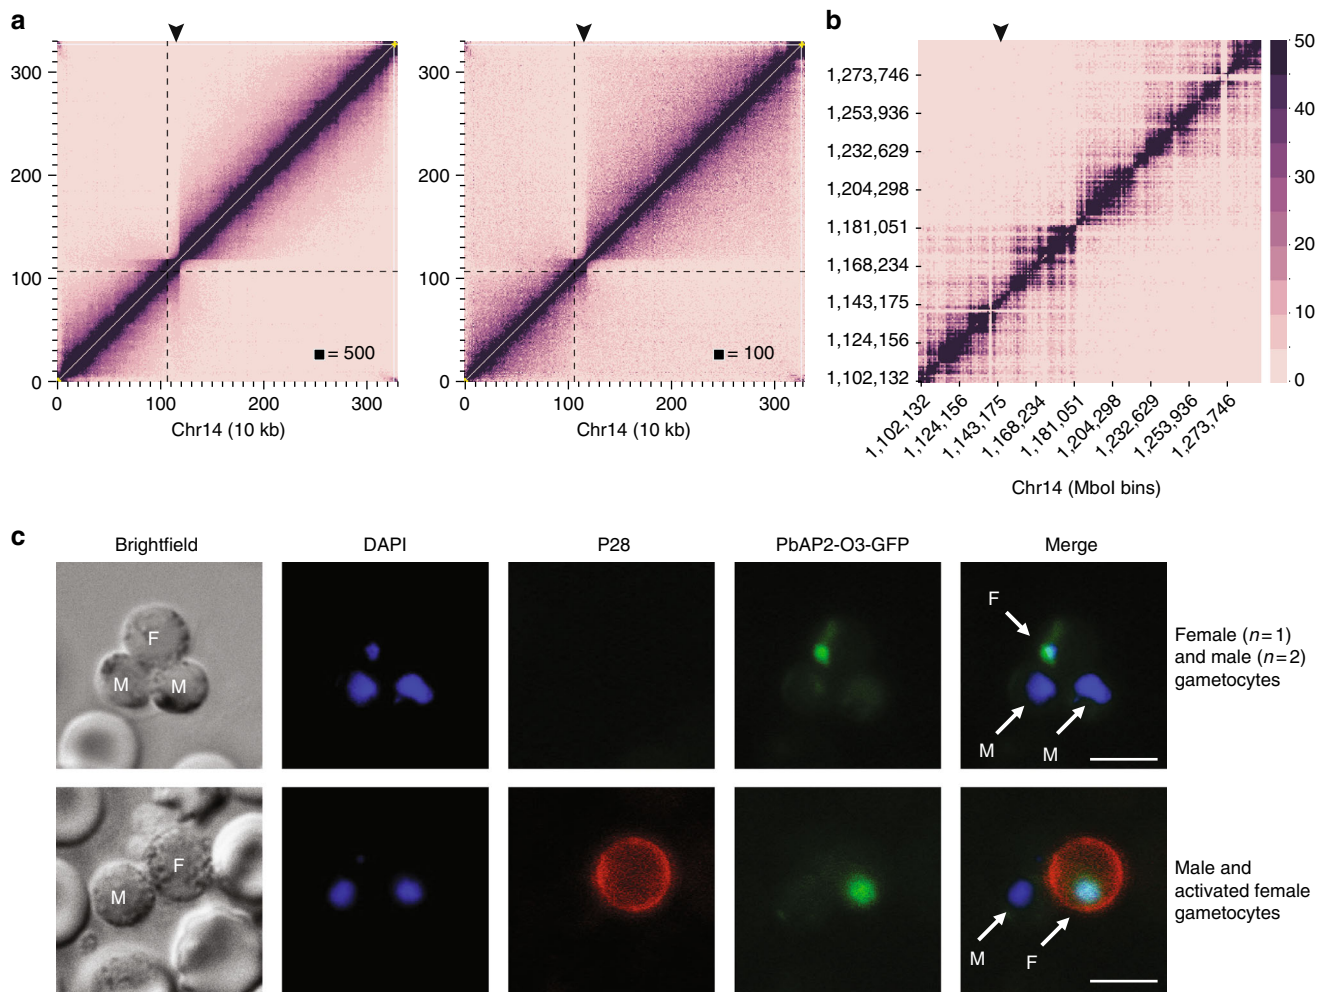 a
b
300
200
100
0
0 100 200 300
Chr14 (10 kb)
= 500
300
200
100
0
0 100 200 300
Chr14 (10 kb)
= 100
1,273,746
1,253,936
1,232,629
1,204,298
1,181,051
1,168,234
1,143,175
1,124,156
1,102,132
1,102,132
1,124,156
1,143,175
1,168,234
1,181,051
1,204,298
1,232,629
1,253,936
1,273,746
Chr14 (MboI bins)
50
40
30
20
10
0
c
Brightfield DAPI P28 PbAP2-O3-GFP Merge
F
M M
F
M M
Female (n = 1)
and male (n = 2)
gametocytes
F
M
M F
Male and
activated female
gametocytes